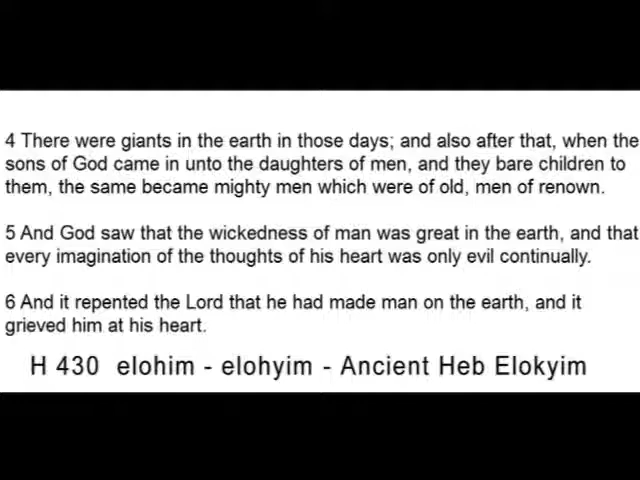 4 There were giants in the earth in those days; and also after that, when the
sons of God came in unto the daughters of men, and they bare children to
them, the same became mighty men which were of old, men of renown.
5 And God saw that the wickedness of man was great in the earth, and that
every imagination of the thoughts of his heart was only evil continually.
6 And it repented the Lord that he had made man on the earth, and it
grieved him at his heart.
H 430 elohim - elohyim - Ancient Heb Elokyim